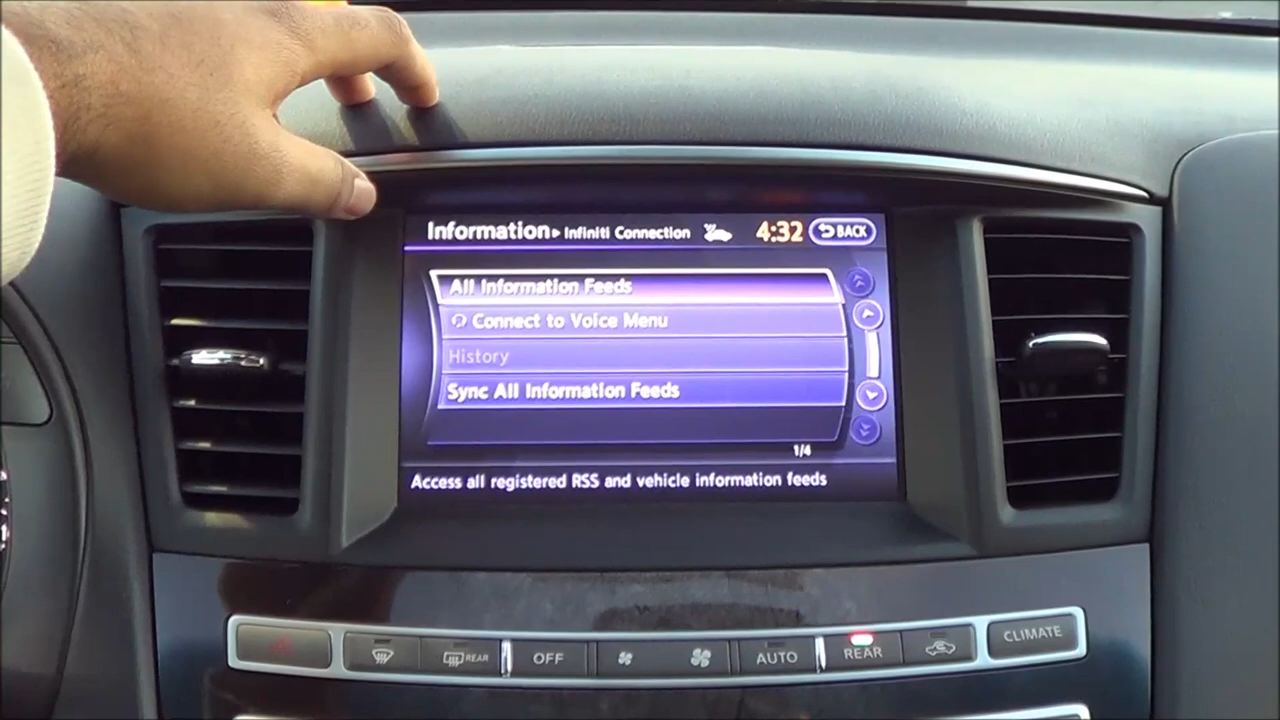 Information ▸ Infiniti Connection 4:32 BACK
All Information Feeds
Connect to Voice Menu
History
Sync All Information Feeds
1/4
Access all registered RSS and vehicle information feeds
REAR OFF AUTO REAR CLIMATE